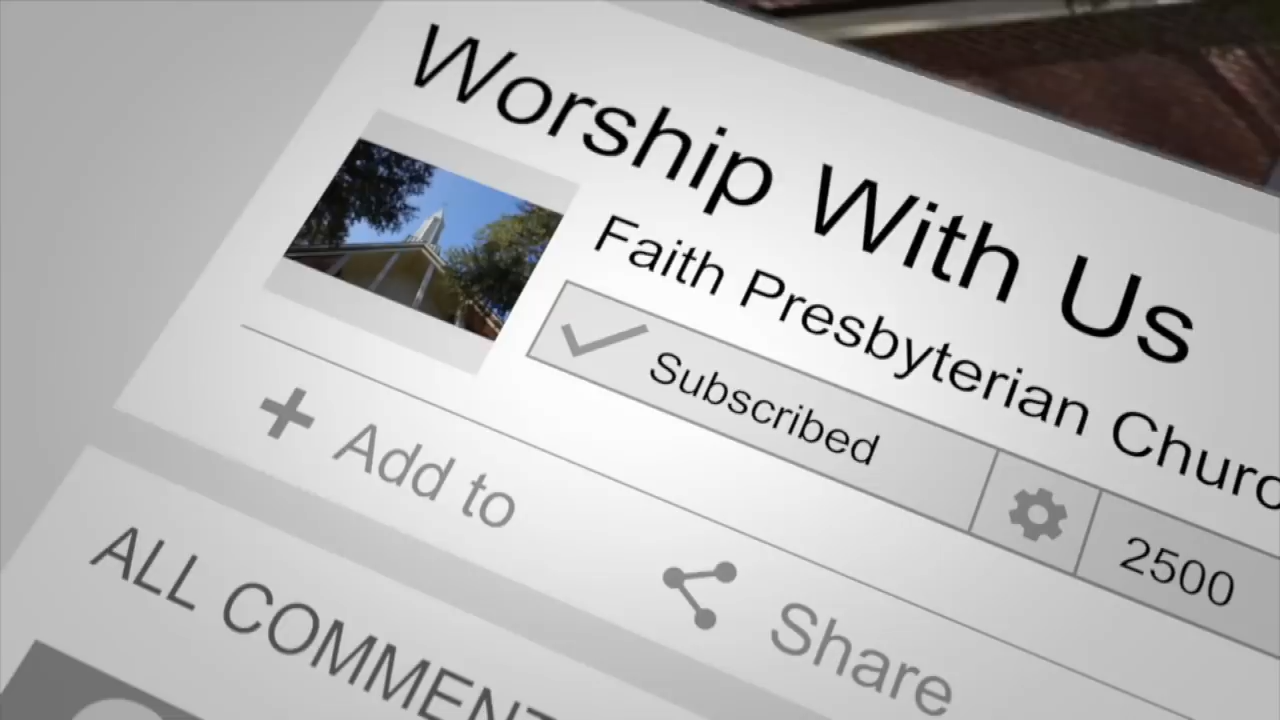 Worship With Us
Faith Presbyterian Churc
Subscribed
2500
Add to
Share
ALL COMMENT